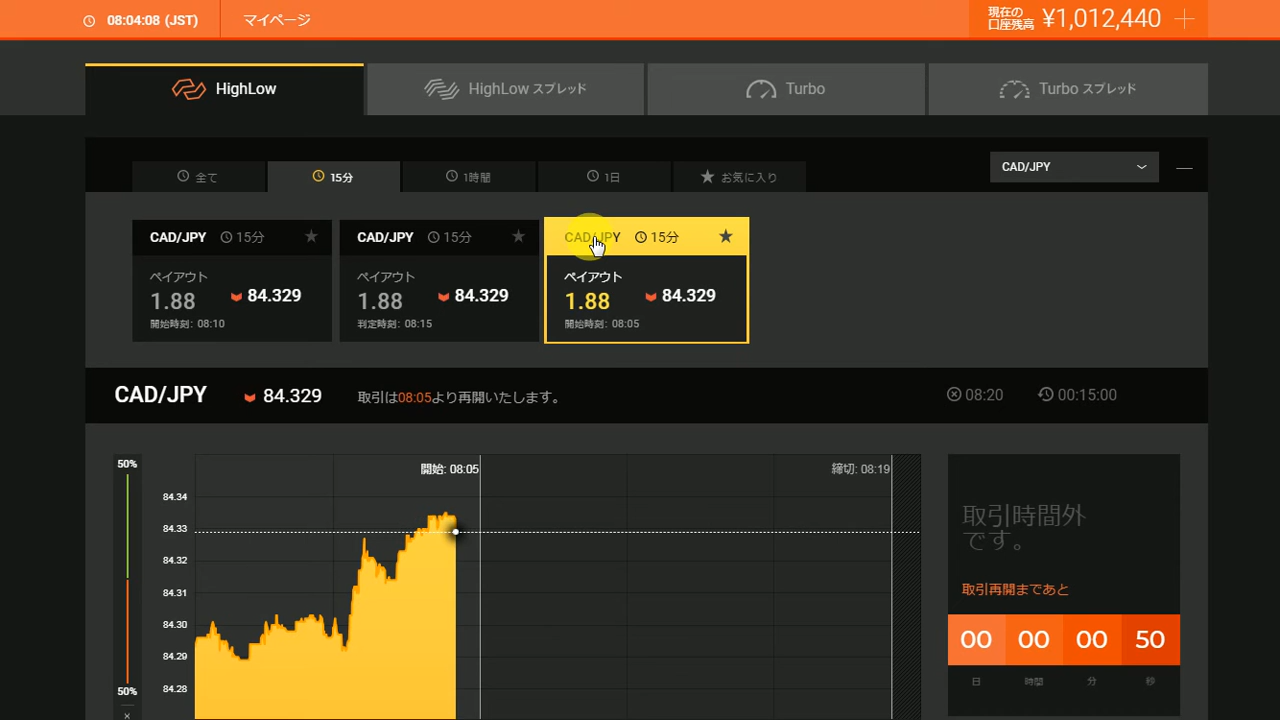 08:04:08 (JST)
マイページ
現在の
口座残高
¥1,012,440
HighLow
HighLow スプレッド
Turbo
Turbo スプレッド
全て
15分
1時間
1日
お気に入り
CAD/JPY
CAD/JPY 15分
ペイアウト
1.88 84.329
開始時刻: 08:10
CAD/JPY 15分
ペイアウト
1.88 84.329
判定時刻: 08:15
CAD/JPY 15分
ペイアウト
1.88 84.329
開始時刻: 08:05
CAD/JPY 84.329 取引は08:05より再開いたします。 08:20 00:15:00
50%
開始: 08:05
締切: 08:19
84.34
84.33
84.32
84.31
84.30
84.29
84.28
50%
取引時間外
です。
取引再開まであと
00 00 00 50
日 時間 分 秒